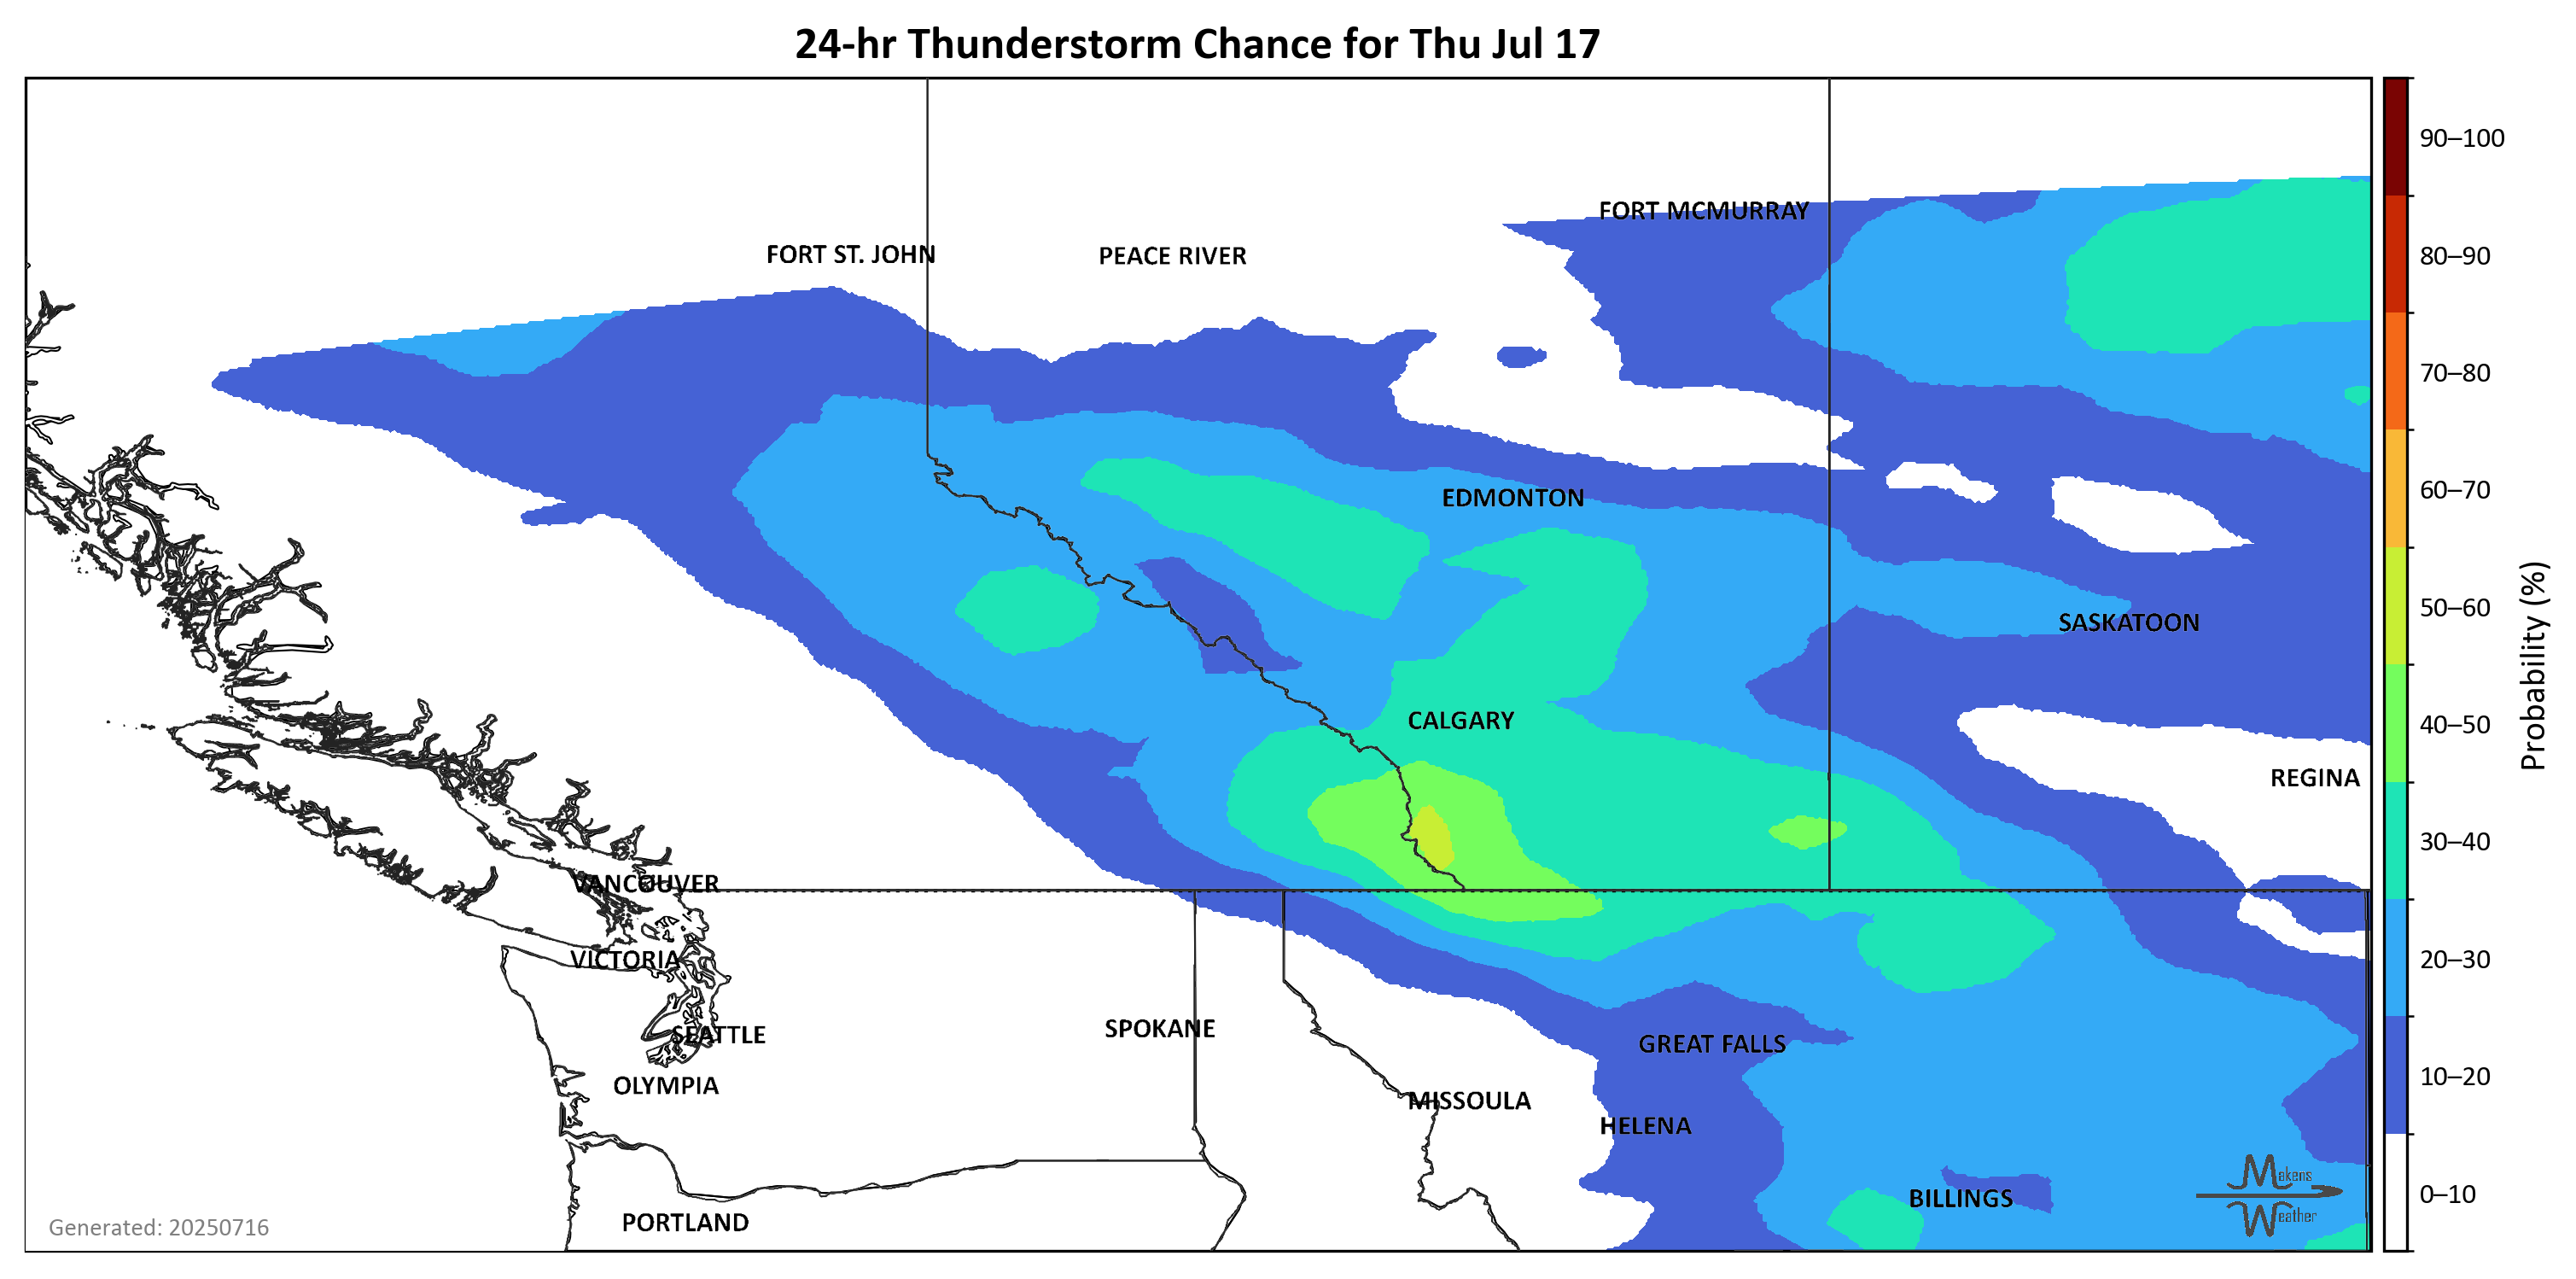 24-hr Thunderstorm Chance for Thu Jul 17
90–100
FORT MCMURRAY
FORT ST. JOHN
PEACE RIVER
80–90
70–80
60–70
EDMONTON
50–60
SASKATOON
Probability (%)
CALGARY
40–50
REGINA
30–40
VANCOUVER
VICTORIA
20–30
SEATTLE
SPOKANE
GREAT FALLS
OLYMPIA
MISSOULA
10–20
HELENA
Makens
Weather
BILLINGS
0–10
PORTLAND
Generated: 20250716